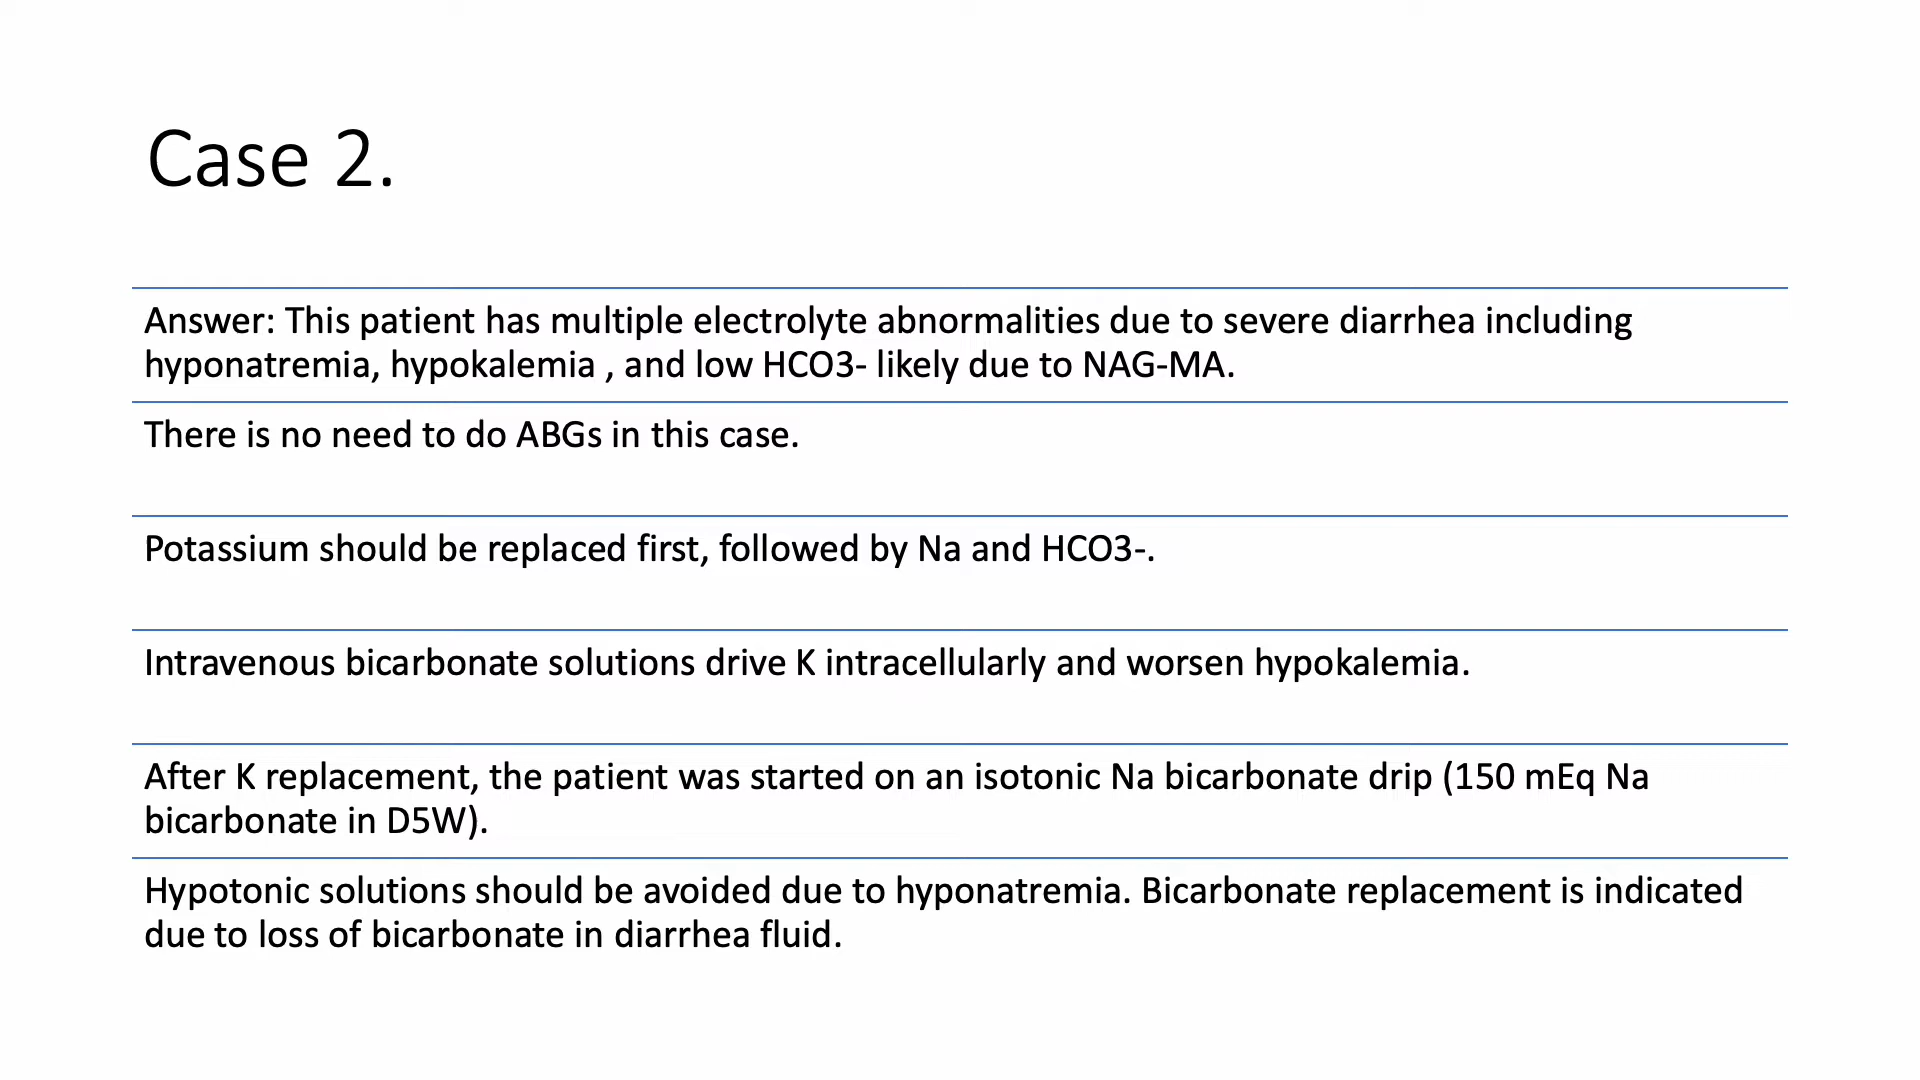 Case 2.
Answer: This patient has multiple electrolyte abnormalities due to severe diarrhea including
hyponatremia, hypokalemia , and low HCO3- likely due to NAG-MA.
There is no need to do ABGs in this case.
Potassium should be replaced first, followed by Na and HCO3-.
Intravenous bicarbonate solutions drive K intracellularly and worsen hypokalemia.
After K replacement, the patient was started on an isotonic Na bicarbonate drip (150 mEq Na
bicarbonate in D5W).
Hypotonic solutions should be avoided due to hyponatremia. Bicarbonate replacement is indicated
due to loss of bicarbonate in diarrhea fluid.